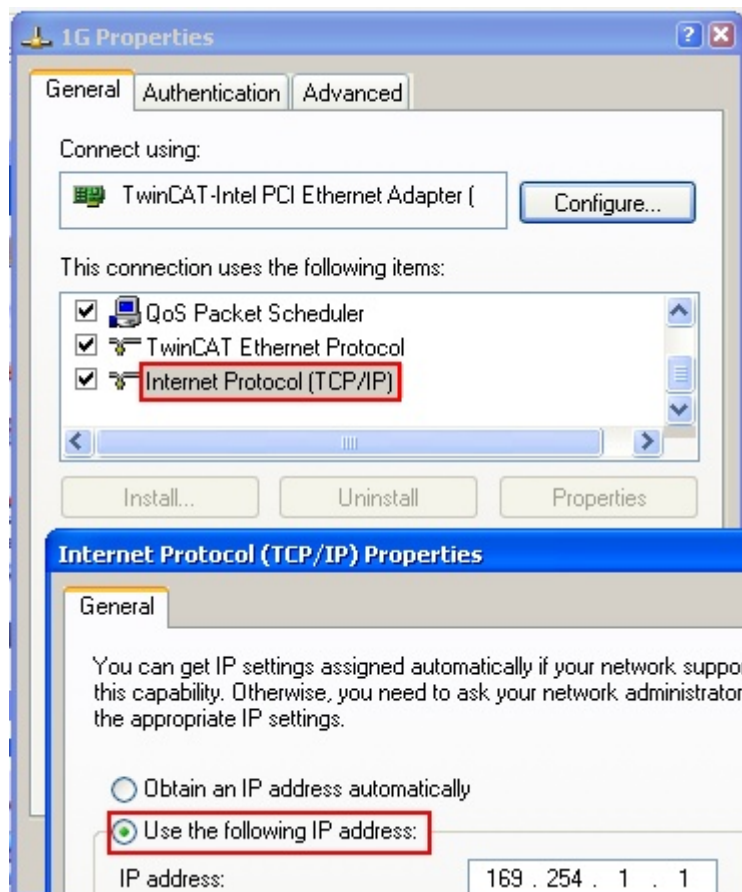 1G Properties
General Authentication Advanced
Connect using:
TwinCAT-Intel PCI Ethernet Adapter (
Configure...
This connection uses the following items:
QoS Packet Scheduler
TwinCAT Ethernet Protocol
Internet Protocol (TCP/IP)
Install... Uninstall Properties
Internet Protocol (TCP/IP) Properties
General
You can get IP settings assigned automatically if your network suppo
this capability. Otherwise, you need to ask your network administrator
the appropriate IP settings.
Obtain an IP address automatically
Use the following IP address:
IP address: 169 . 254 . 1 . 1